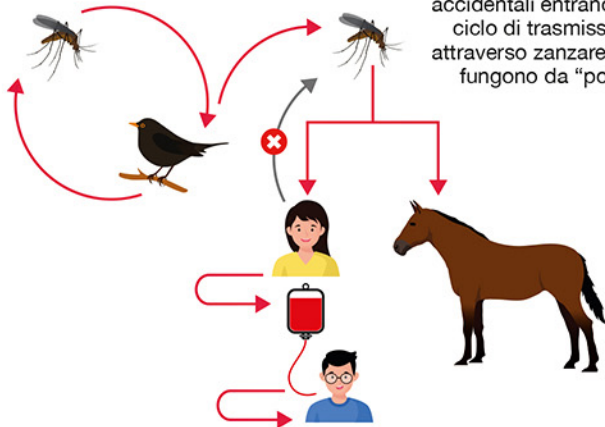 accidentali entrano
ciclo di trasmiss
attraverso zanzare
fungono da “po